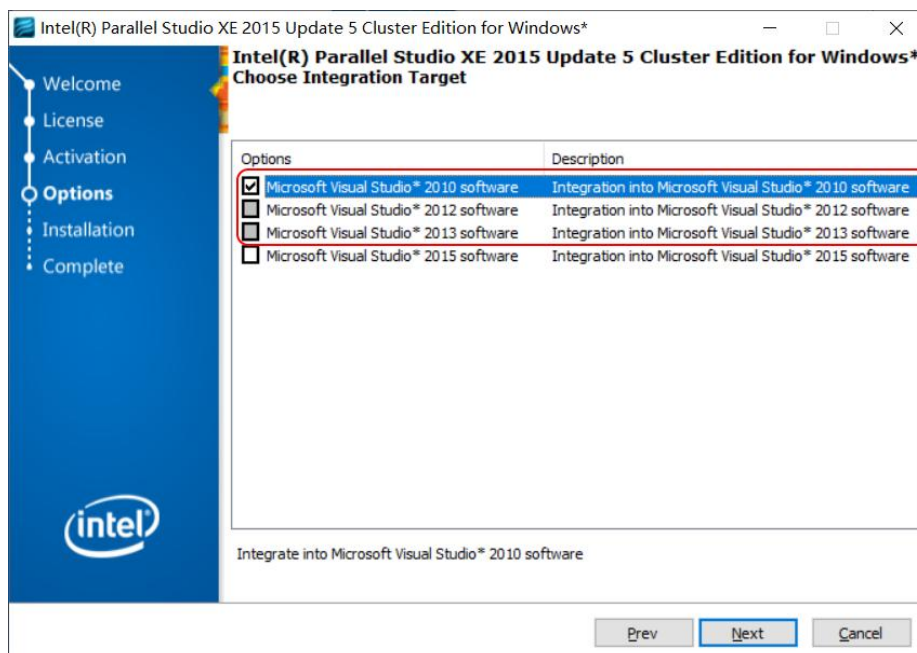 Intel(R) Parallel Studio XE 2015 Update 5 Cluster Edition for Windows*
Intel(R) Parallel Studio XE 2015 Update 5 Cluster Edition for Windows*
Choose Integration Target
Welcome
License
Activation
Options
Installation
Complete
Options Description
Microsoft Visual Studio* 2010 software Integration into Microsoft Visual Studio* 2010 software
Microsoft Visual Studio* 2012 software Integration into Microsoft Visual Studio* 2012 software
Microsoft Visual Studio* 2013 software Integration into Microsoft Visual Studio* 2013 software
Microsoft Visual Studio* 2015 software Integration into Microsoft Visual Studio* 2015 software
(intel)
Integrate into Microsoft Visual Studio* 2010 software
Prev Next Cancel